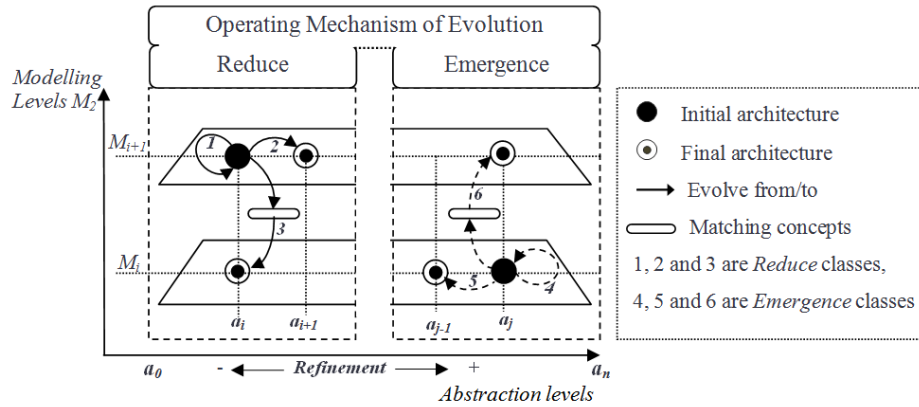 Operating Mechanism of Evolution
Reduce
Emergence
Modelling
Levels M2
Mi+1
Mi
1
2
3
6
5
4
ai
ai+1
aj-1
aj
a0
- Refinement +
an
Abstraction levels
Initial architecture
Final architecture
Evolve from/to
Matching concepts
1, 2 and 3 are Reduce classes,
4, 5 and 6 are Emergence classes